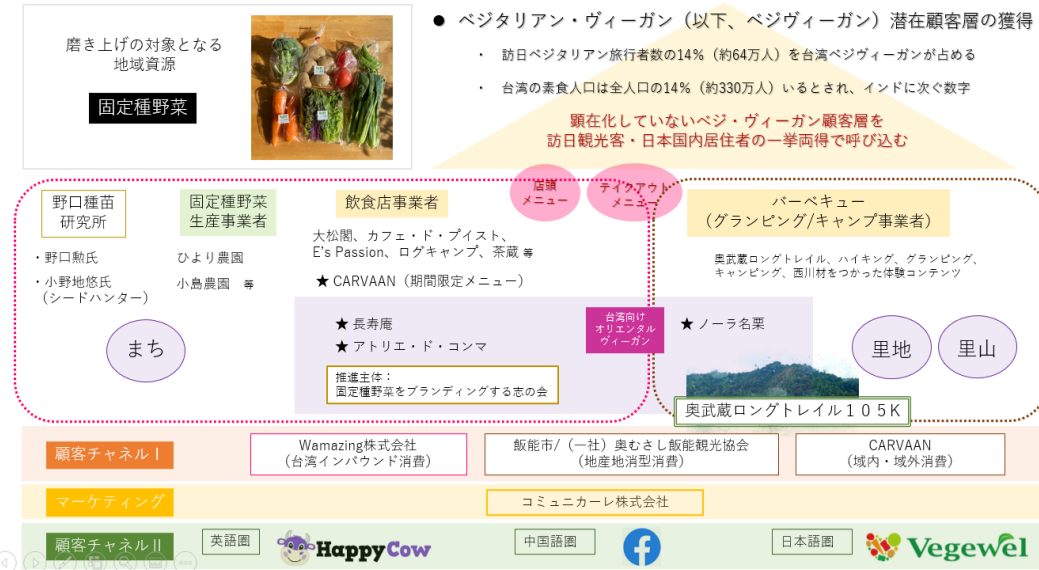 磨き上げの対象となる
地域資源
固定種野菜
● ベジタリアン・ヴィーガン（以下、ベジヴィーガン）潜在顧客層の獲得
・ 訪日ベジタリアン旅行者数の14%（約64万人）を台湾ベジヴィーガンが占める
・ 台湾の素食人口は全人口の14%（約330万人）いるとされ、インドに次ぐ数字
顕在化していないベジ・ヴィーガン顧客層を
訪日観光客・日本国内居住者の一挙両得で呼び込む
店頭
メニュー
テイクアウト
メニュー
野口種苗
研究所
・野口勲氏
・小野地悠氏
（シードハンター）
固定種野菜
生産事業者
ひより農園
小島農園 等
飲食店事業者
大松閣、カフェ・ド・プイスト、
E's Passion、ログキャンプ、茶蔵 等
★ CARVAAN（期間限定メニュー）
★ 長寿庵
★ アトリエ・ド・コンマ
推進主体：
固定種野菜をブランディングする志の会
まち
台湾向け
オリエンタル
ヴィーガン
バーベキュー
（グランピング/キャンプ事業者）
奥武蔵ロングトレイル、ハイキング、グランピング、
キャンピング、西川材をつかった体験コンテンツ
★ ノーラ名栗
里地
里山
奥武蔵ロングトレイル１０５K
顧客チャネルⅠ
Wamazing株式会社
（台湾インバウンド消費）
飯能市/（一社）奥むさし飯能観光協会
（地産地消型消費）
CARVAAN
（域内・域外消費）
マーケティング
コミュニカーレ株式会社
顧客チャネルⅡ
英語圏
HappyCow
中国語圏
日本語圏
Vegewel